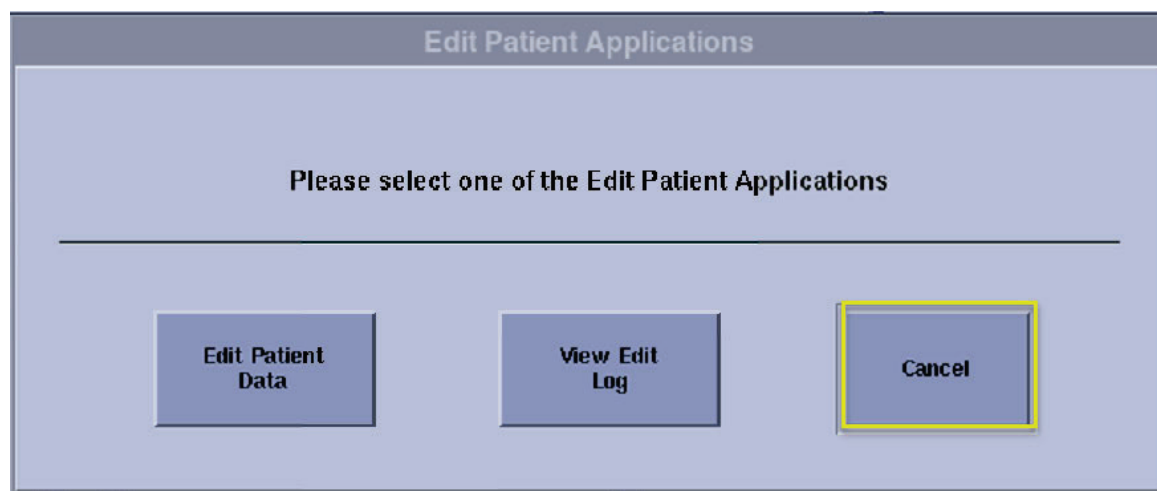 Edit Patient Applications
Please select one of the Edit Patient Applications
Edit Patient
Data
View Edit
Log
Cancel